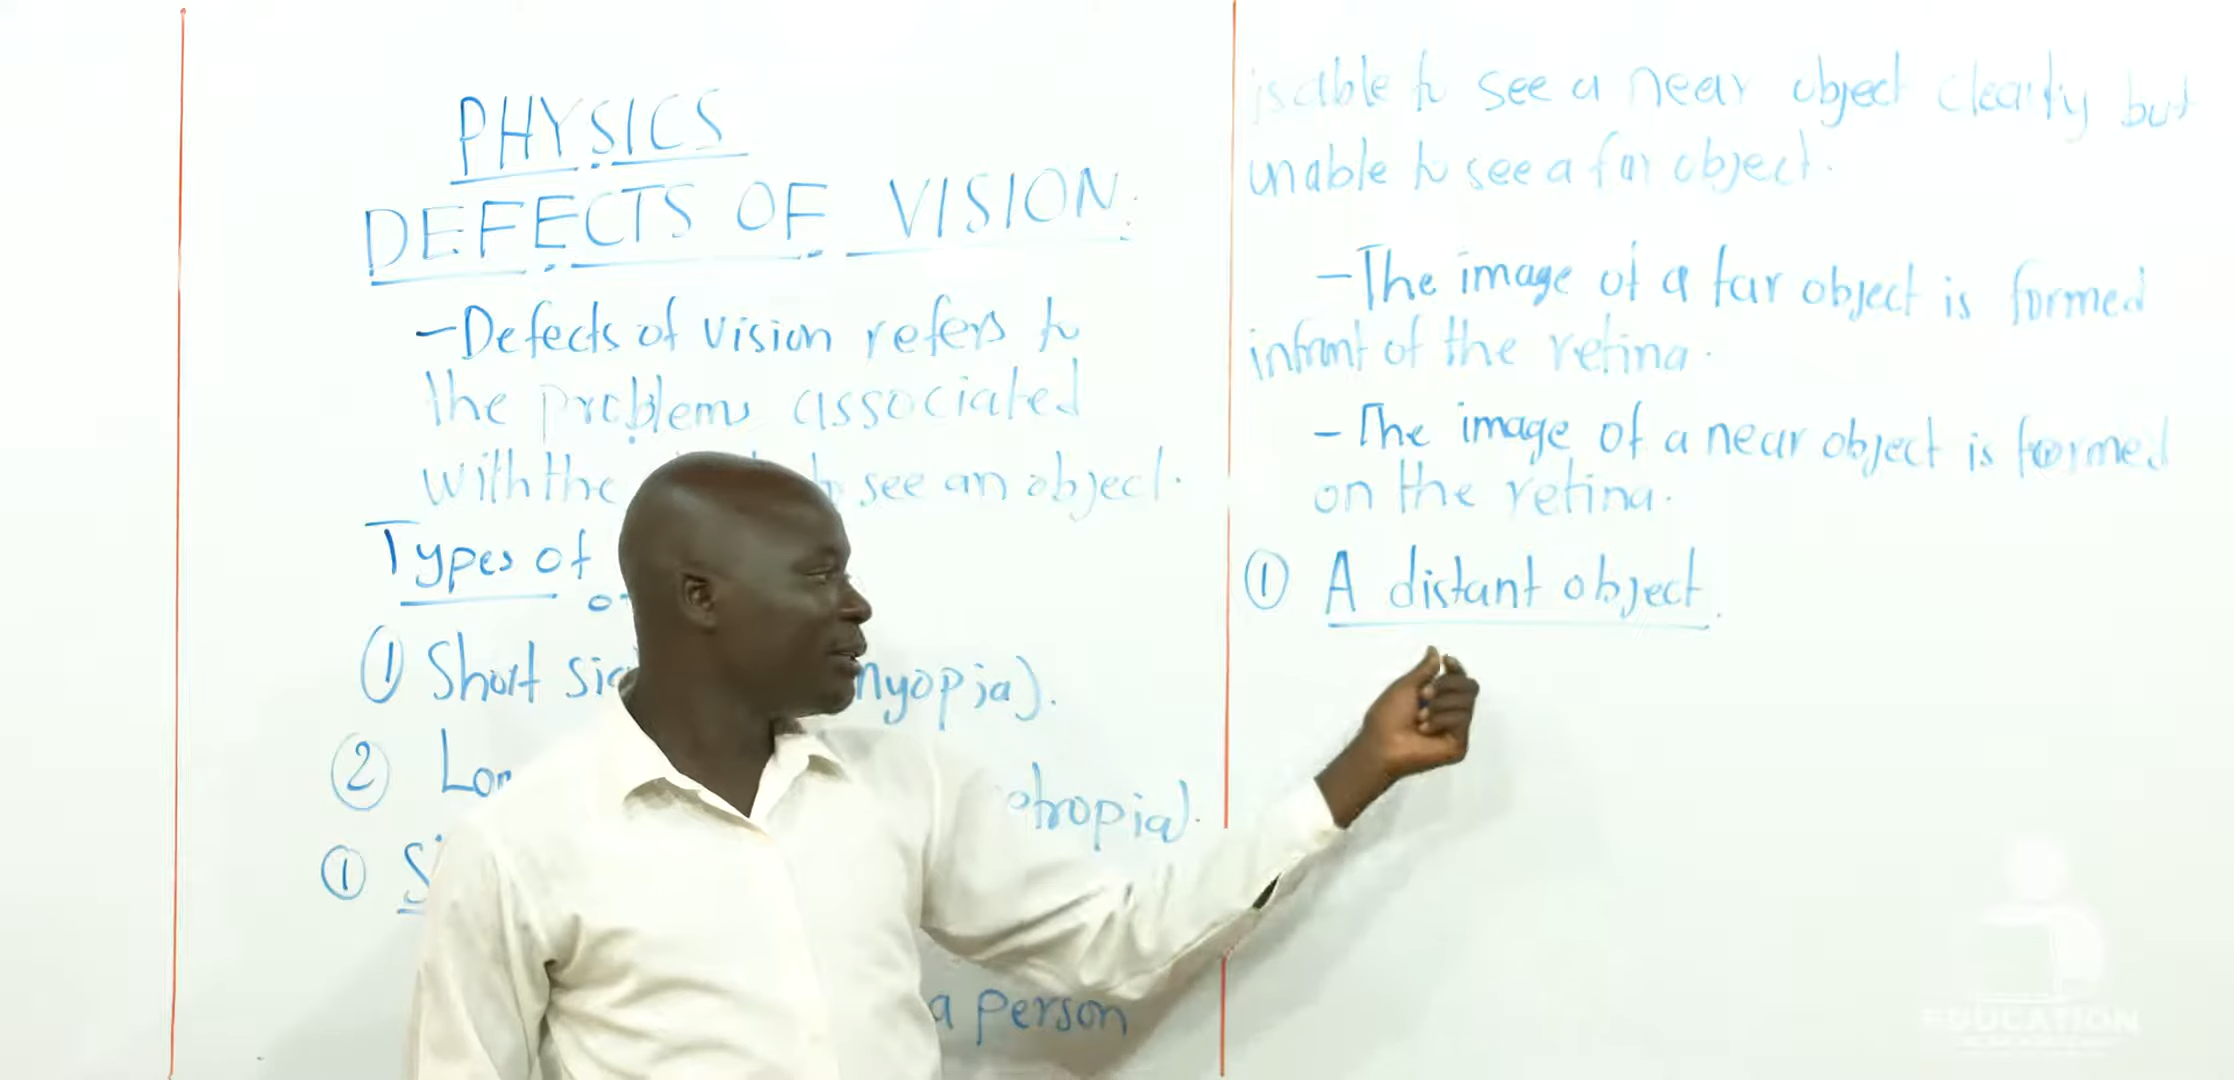 PHYSICS
DEFECTS OF VISION.
-Defects of vision refers to
the problems associated
with the see an object.
Types of
① Short nyopia).
② otropia).
①
a person
is able to see a near object clearly but
unable to see a far object.
-The image of a far object is formed
infront of the retina.
-The image of a near object is formed
on the retina.
① A distant object.
EDUCATION